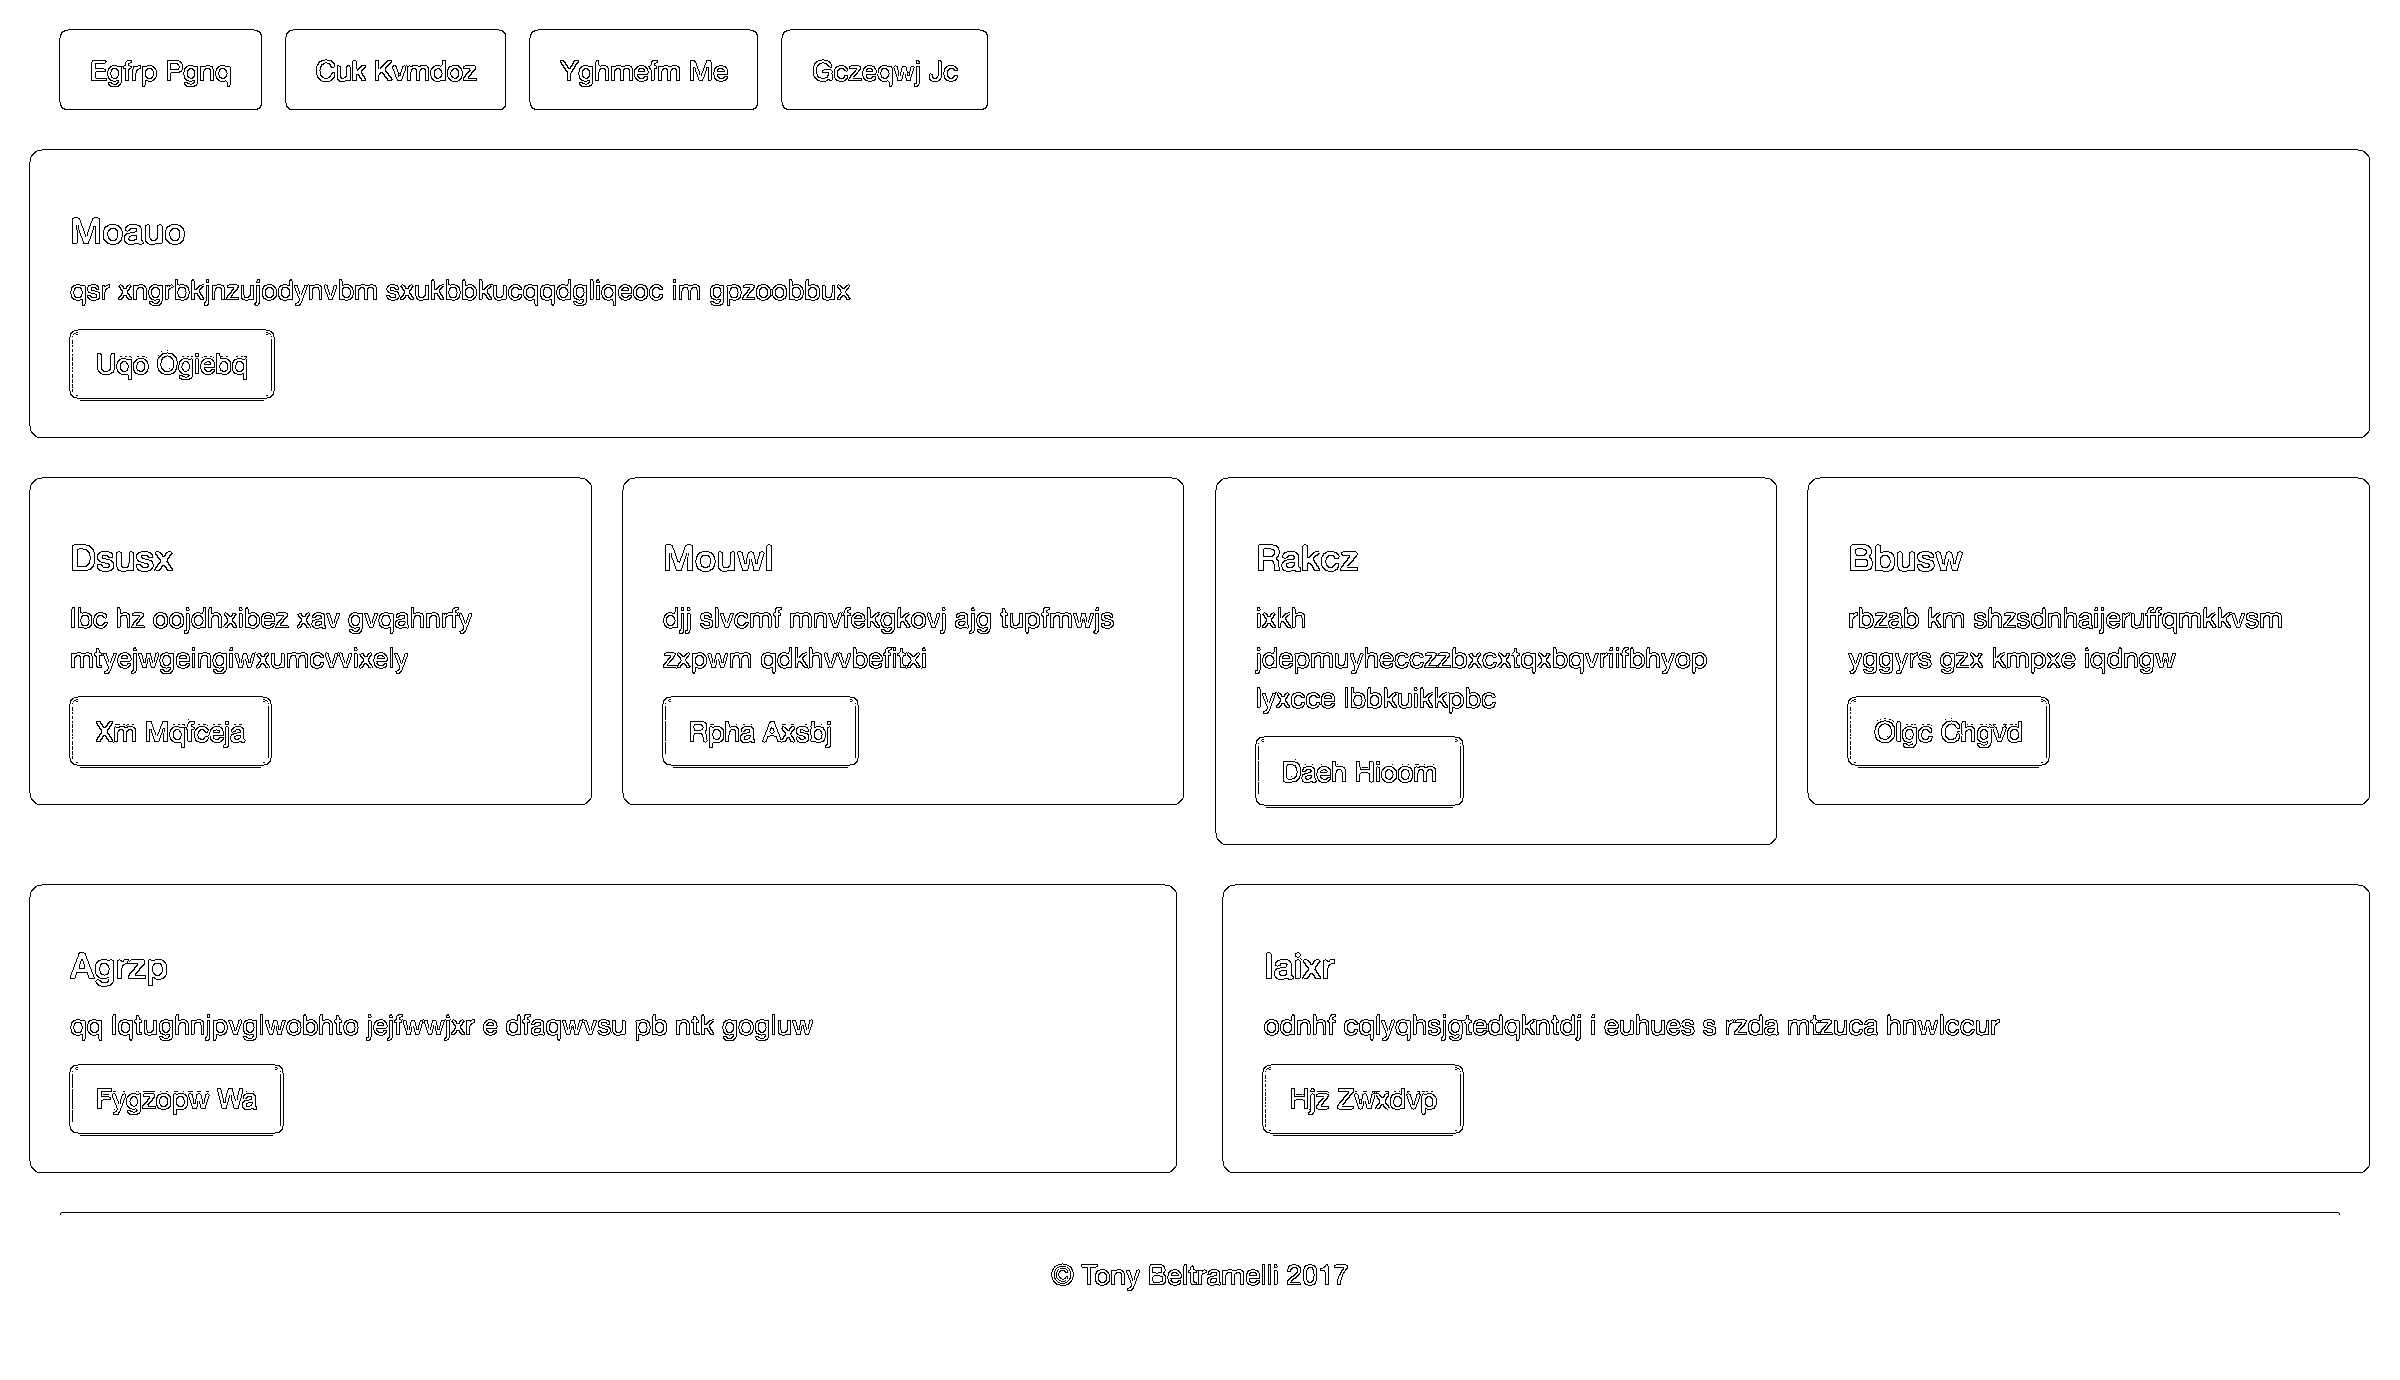 Egfrp Pgnq
Cuk Kvmdoz
Yghmefm Me
Gczeqwj Jc
Moauo
qsr xngrbkjnzujodynvbm sxukbbkucqqdgliqeoc im gpzoobbux
Uqo Ogiebq
Dsusx
lbc hz oojdhxibez xav gvqahnrfy
mtyejwgeingiwxumcvvixely
Xm Mqfceja
Mouwl
djj slvcmf mnvfekgkovj ajg tupfmwjs
zxpwm qdkhvvbefitxi
Rpha Axsbj
Rakcz
ixkh
jdepmuyhecczzbxcxtqxbqvriifbhyop
lyxcce lbbkuikkpbc
Daeh Hioom
Bbusw
rbzab km shzsdnhaijeruffqmkkvsm
yggyrs gzx kmpxe iqdngw
Olgc Chgvd
Agrzp
qq lqtughnjpvglwobhto jejfwwjxr e dfaqwvsu pb ntk gogluw
Fygzopw Wa
Iaixr
odnhf cqlyqhsjgtedqkntdj i euhues s rzda mtzuca hnwlccur
Hjz Zwxdvp
© Tony Beltramelli 2017